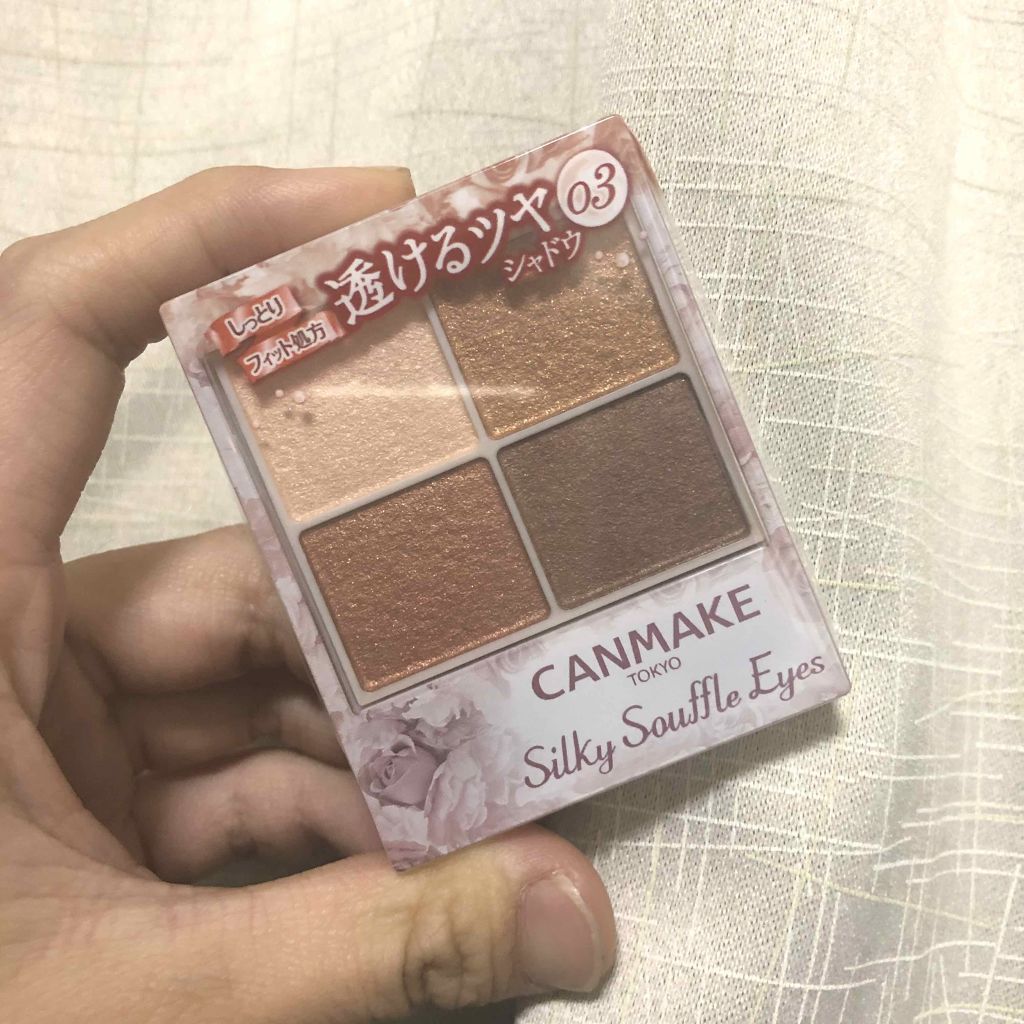 透けるツヤ
シャドウ
03
しっとり
フィット処方
CANMAKE
TOKYO
Silky Souffle Eyes